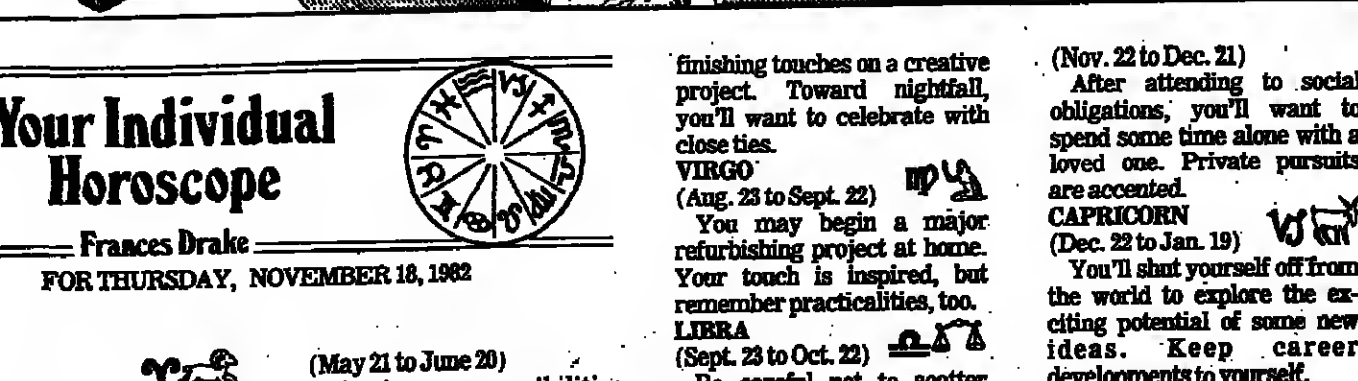 Your Individual
Horoscope
Frances Drake
FOR THURSDAY, NOVEMBER 18, 1982
(May 21 to June 20)
finishing touches on a creative
project. Toward nightfall,
you'll want to celebrate with
close ties.
VIRGO
(Aug. 23 to Sept. 22)
You may begin a major
refurbishing project at home.
Your touch is inspired, but
remember practicalities, too.
LIBRA
(Sept. 23 to Oct. 22)
Be careful not to scatter
(Nov. 22 to Dec. 21)
After attending to social
obligations, you'll want to
spend some time alone with a
loved one. Private pursuits
are accented.
CAPRICORN
(Dec. 22 to Jan. 19)
You'll shut yourself off from
the world to explore the ex-
citing potential of some new
ideas. Keep career
developments to yourself.